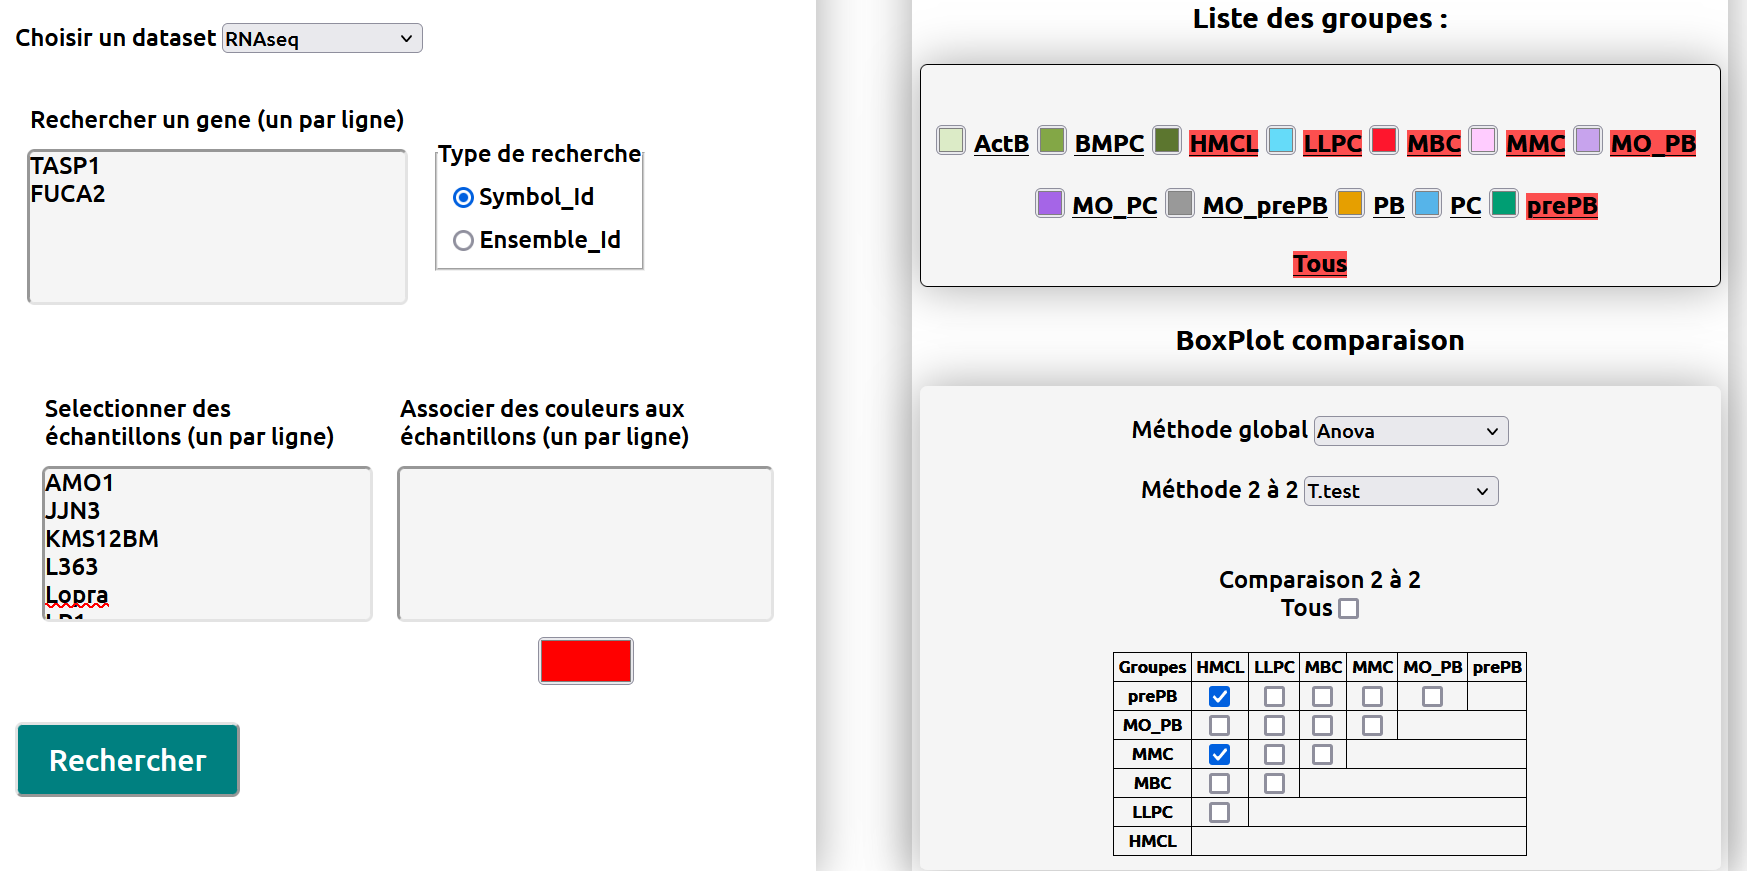 Choisir un dataset RNAseq
Rechercher un gene (un par ligne)
TASP1
FUCA2
Type de recherche
Symbol_Id
Ensemble_Id
Selectionner des
échantillons (un par ligne)
AMO1
JJN3
KMS12BM
L363
Lopra
Associer des couleurs aux
échantillons (un par ligne)
Rechercher
Liste des groupes :
ActB BMPC HMCL LLPC MBC MMC MO_PB
MO_PC MO_prePB PB PC prePB
Tous
BoxPlot comparaison
Méthode global Anova
Méthode 2 à 2 T.test
Comparaison 2 à 2
Tous
Groupes HMCL LLPC MBC MMC MO_PB prePB
prePB
MO_PB
MMC
MBC
LLPC
HMCL